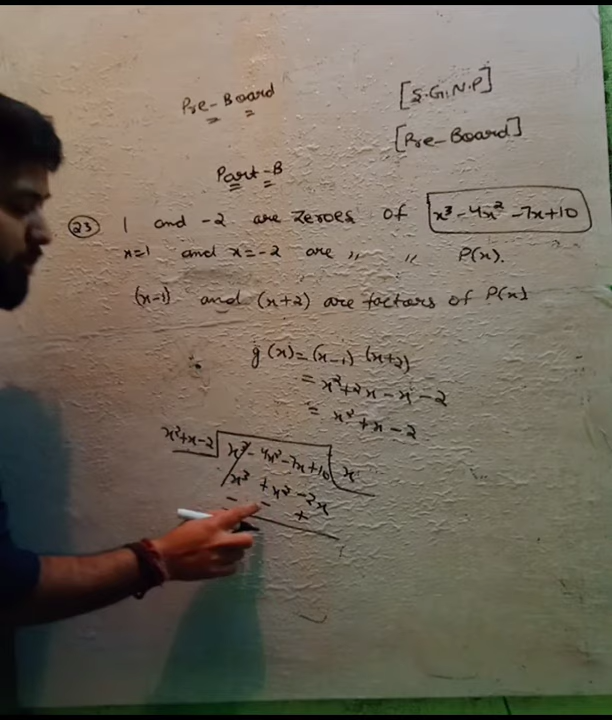 Pre-Board
[S.G.N.P]
[Pre-Board]
Part-B
(23) 1 and -2 are zeroes of x³-4x²-7x+10
x=1 and x=-2 are ,, ,, P(x).
(x-1) and (x+2) are factors of P(x)
g(x)=(x-1)(x+2)
= x²+2x-x-2
= x²+x-2
x²+x-2 x³-4x²-7x+10 x
x³+x²-2x
- - +